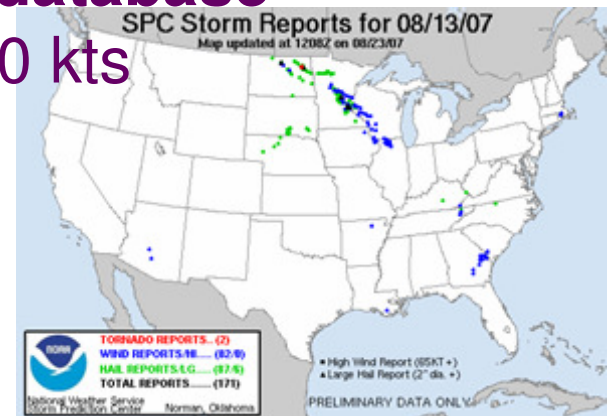 database
0 kts
SPC Storm Reports for 08/13/07
Map updated at 1208Z on 08/23/07
TORNADO REPORTS.. (2)
WIND REPORTS/HI..... (82/9)
HAIL REPORTS/LG..... (87/6)
TOTAL REPORTS....... (171)
NOAA
National Weather Service
Storm Prediction Center Norman, Oklahoma
High Wind Report (65KT +)
Large Hail Report (2" dia. +)
PRELIMINARY DATA ONLY